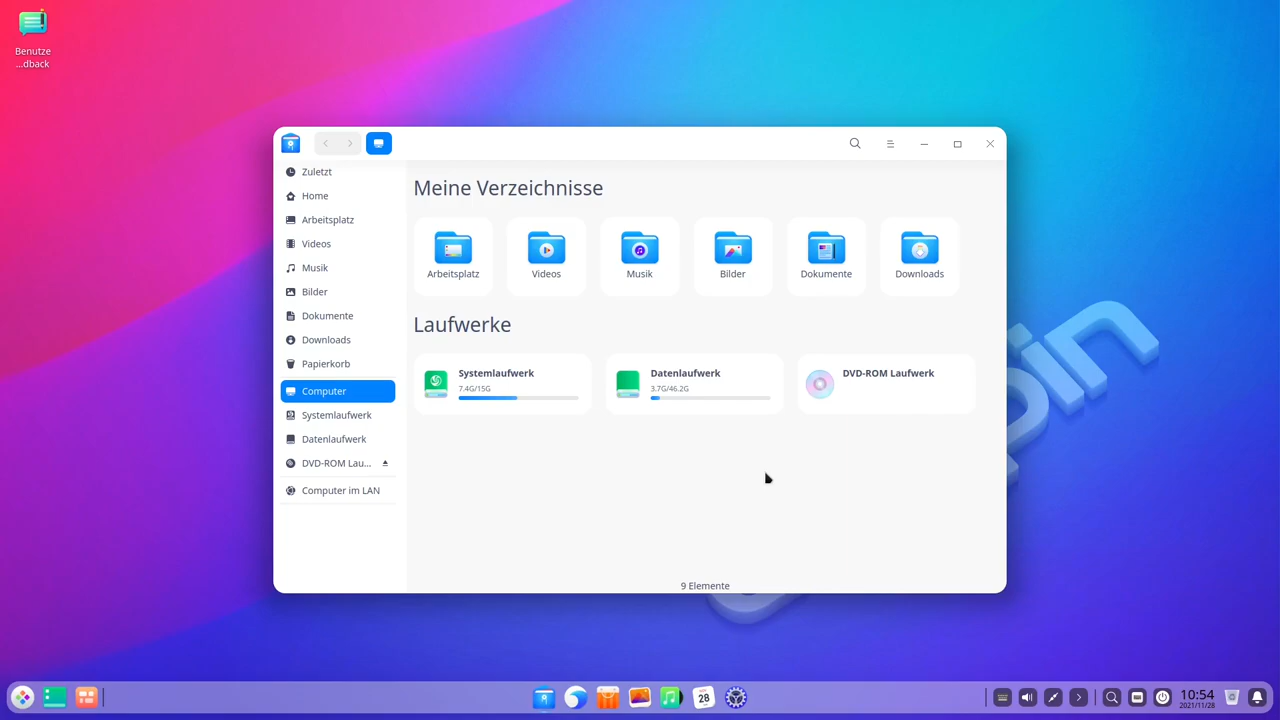 Benutze
...dback
Zuletzt
Home
Arbeitsplatz
Videos
Musik
Bilder
Dokumente
Downloads
Papierkorb
Computer
Systemlaufwerk
Datenlaufwerk
DVD-ROM Lau...
Computer im LAN
Meine Verzeichnisse
Arbeitsplatz
Videos
Musik
Bilder
Dokumente
Downloads
Laufwerke
Systemlaufwerk
7.4G/15G
Datenlaufwerk
3.7G/46.2G
DVD-ROM Laufwerk
9 Elemente
28
10:54
2021/11/28